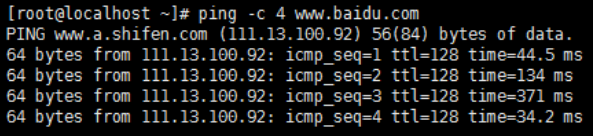 [root@localhost ~]# ping -c 4 www.baidu.com
PING www.a.shifen.com (111.13.100.92) 56(84) bytes of data.
64 bytes from 111.13.100.92: icmp_seq=1 ttl=128 time=44.5 ms
64 bytes from 111.13.100.92: icmp_seq=2 ttl=128 time=134 ms
64 bytes from 111.13.100.92: icmp_seq=3 ttl=128 time=371 ms
64 bytes from 111.13.100.92: icmp_seq=4 ttl=128 time=34.2 ms